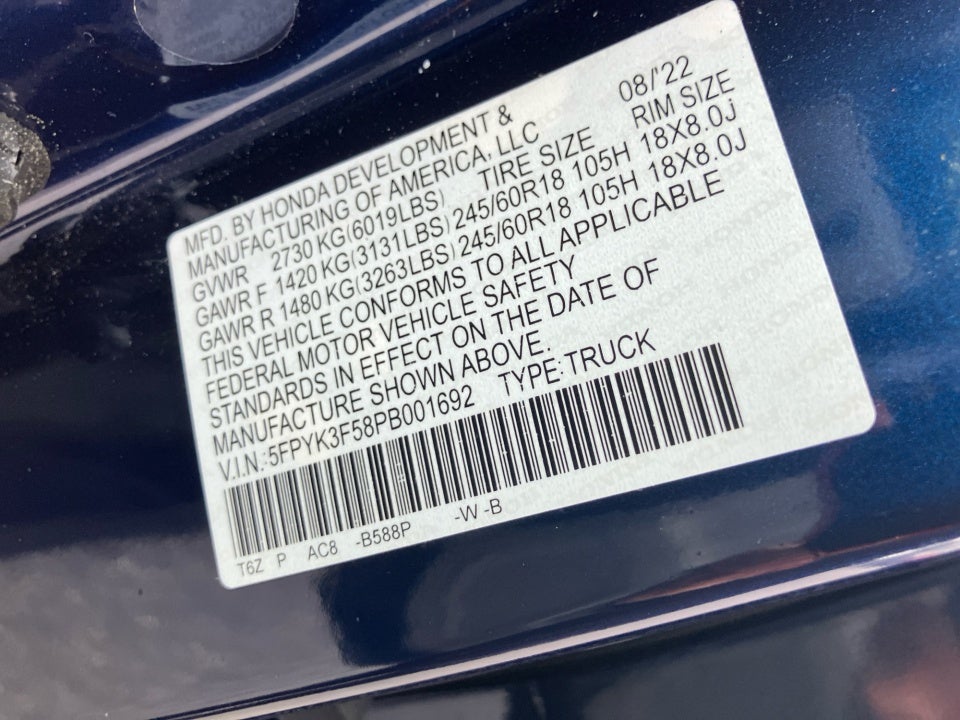 MFD. BY HONDA DEVELOPMENT & 08/'22
MANUFACTURING OF AMERICA, LLC
GVWR 2730 KG(6019LBS) TIRE SIZE RIM SIZE
GAWR F 1420 KG(3131LBS) 245/60R18 105H 18X8.0J
GAWR R 1480 KG(3263LBS) 245/60R18 105H 18X8.0J
THIS VEHICLE CONFORMS TO ALL APPLICABLE
FEDERAL MOTOR VEHICLE SAFETY
STANDARDS IN EFFECT ON THE DATE OF
MANUFACTURE SHOWN ABOVE.
V.I.N.:5FPYK3F58PB001692 TYPE:TRUCK
T6Z P AC8 -B588P -W -B